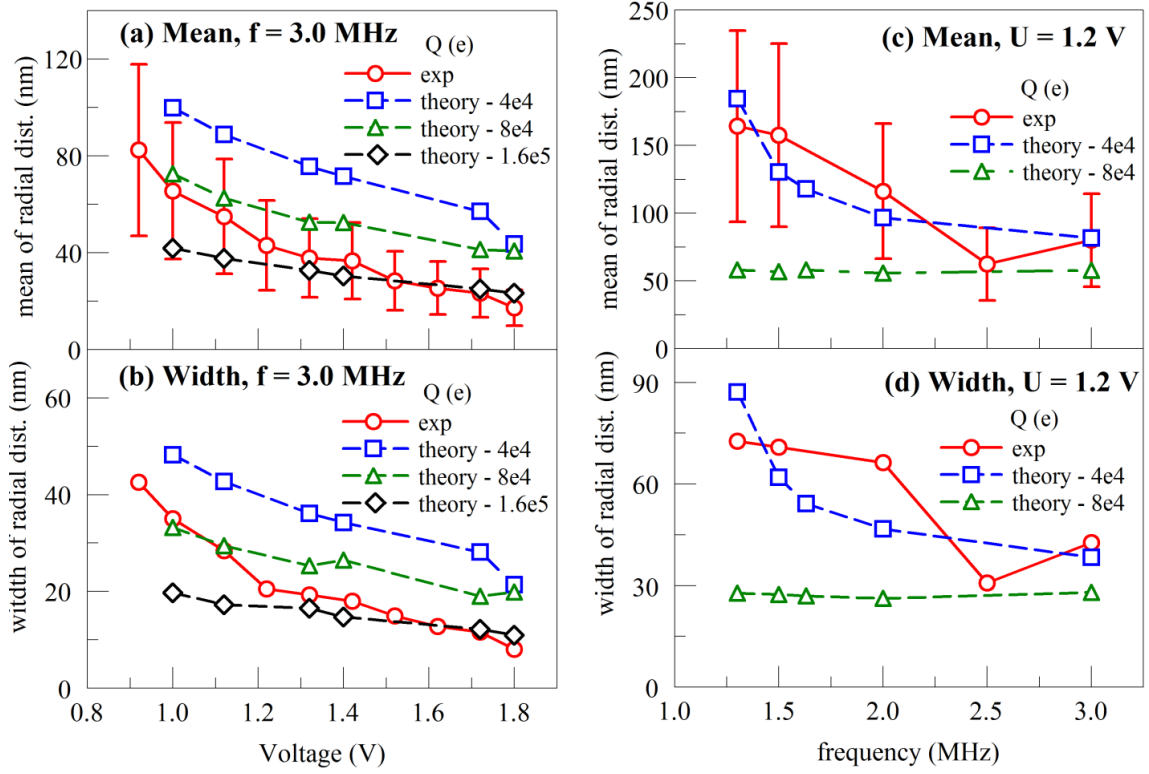 (a) Mean, f = 3.0 MHz
Q (e)
exp
theory - 4e4
theory - 8e4
theory - 1.6e5
mean of radial dist. (nm)
120
80
40
0
(b) Width, f = 3.0 MHz
Q (e)
exp
theory - 4e4
theory - 8e4
theory - 1.6e5
witdth of radial dist. (nm)
60
40
20
0
0.8 1.0 1.2 1.4 1.6 1.8
Voltage (V)
(c) Mean, U = 1.2 V
Q (e)
exp
theory - 4e4
theory - 8e4
mean of radial dist. (nm)
250
200
150
100
50
0
(d) Width, U = 1.2 V
Q (e)
exp
theory - 4e4
theory - 8e4
width of radial dist. (nm)
90
60
30
0
1.0 1.5 2.0 2.5 3.0
frequency (MHz)